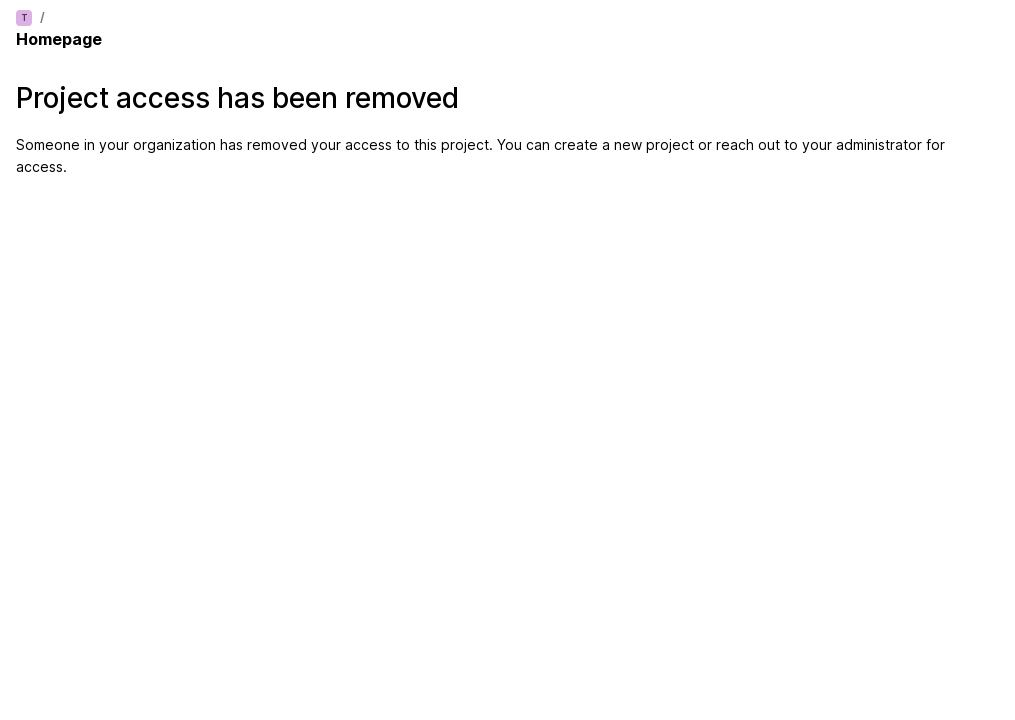 T /
Homepage
Project access has been removed
Someone in your organization has removed your access to this project. You can create a new project or reach out to your administrator for
access.